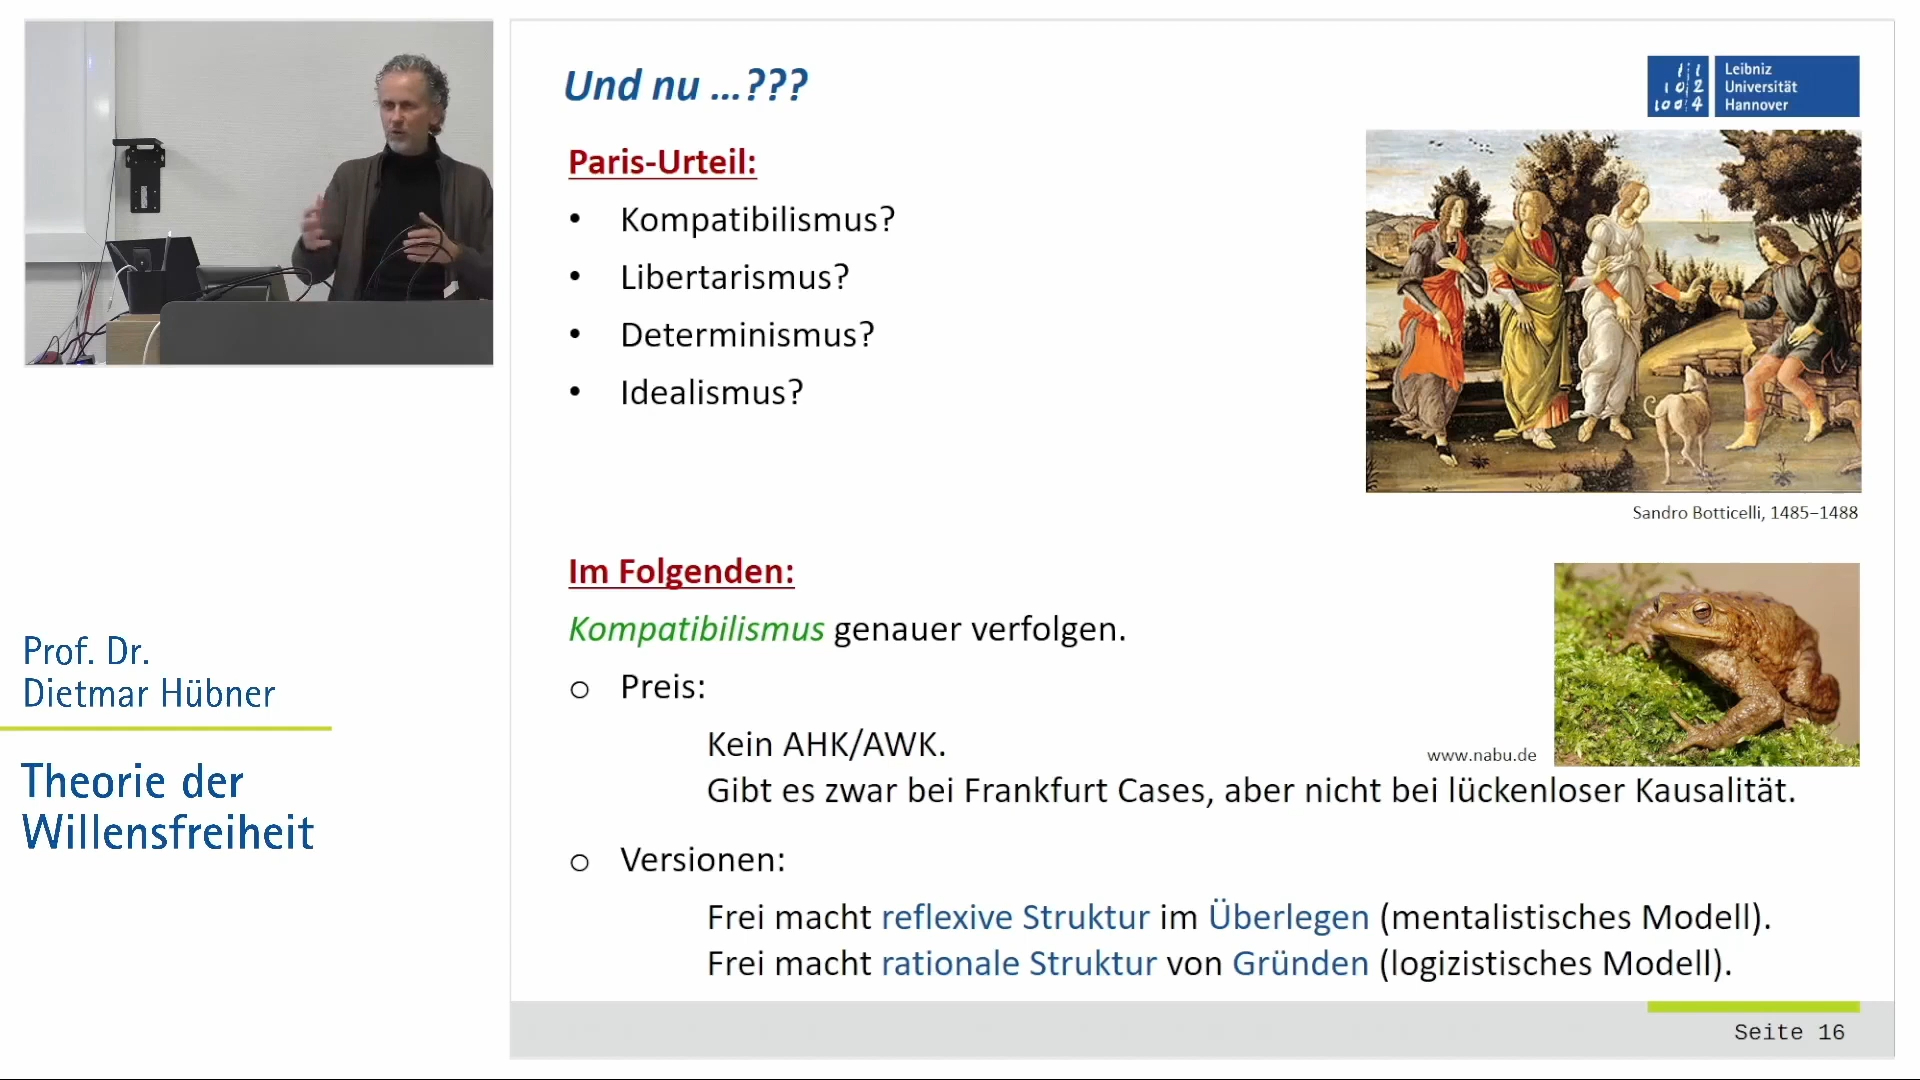 Und nu …???
Leibniz
Universität
Hannover
Paris-Urteil:
• Kompatibilismus?
• Libertarismus?
• Determinismus?
• Idealismus?
Sandro Botticelli, 1485–1488
Im Folgenden:
Kompatibilismus genauer verfolgen.
o Preis:
Kein AHK/AWK.
www.nabu.de
Gibt es zwar bei Frankfurt Cases, aber nicht bei lückenloser Kausalität.
o Versionen:
Frei macht reflexive Struktur im Überlegen (mentalistisches Modell).
Frei macht rationale Struktur von Gründen (logizistisches Modell).
Seite 16
Prof. Dr.
Dietmar Hübner
Theorie der
Willensfreiheit